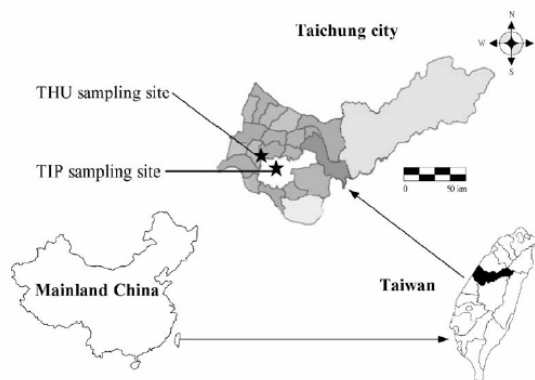 Taichung city
N
W
E
S
THU sampling site
TIP sampling site
0
50 km
Mainland China
Taiwan